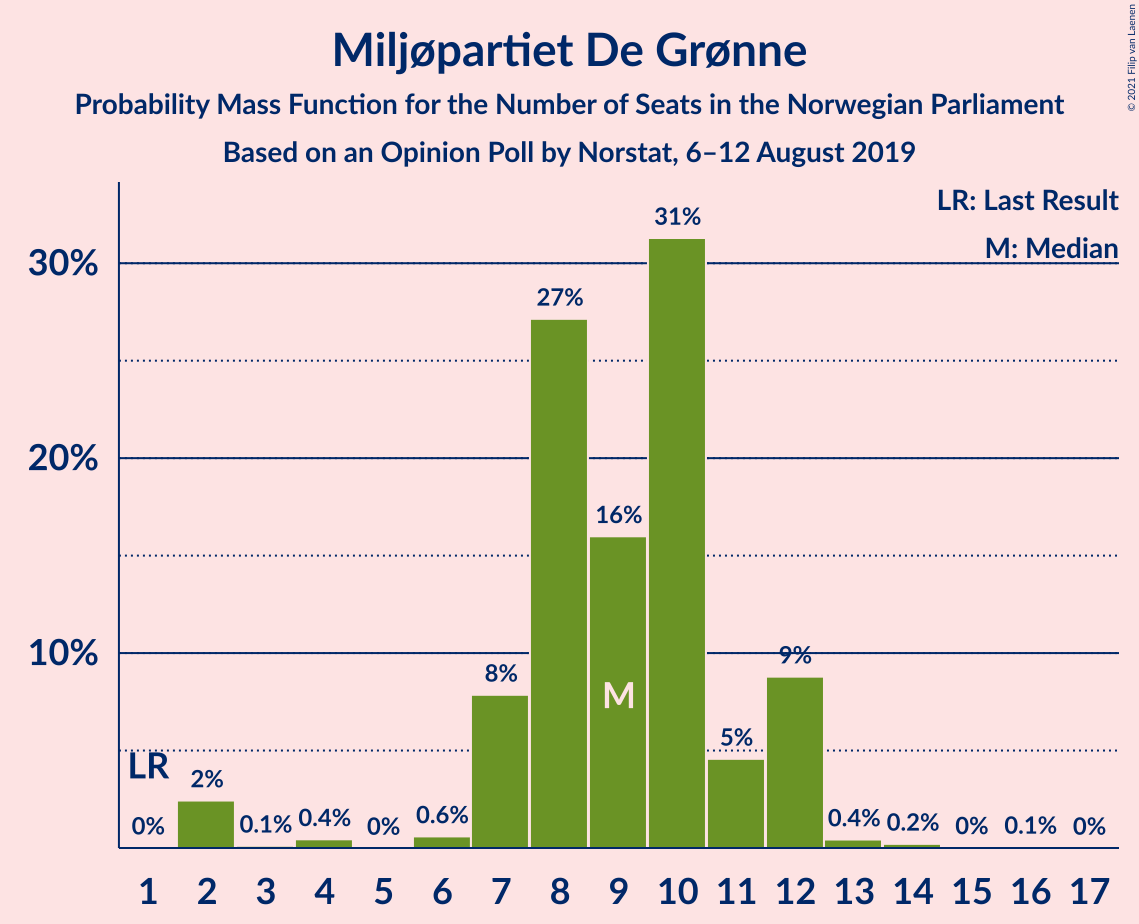 Miljøpartiet De Grønne
Probability Mass Function for the Number of Seats in the Norwegian Parliament
Based on an Opinion Poll by Norstat, 6–12 August 2019
© 2021 Filip van Laenen
LR: Last Result
M: Median
30%
20%
10%
0%
2%
0.1%
0.4%
0%
0.6%
8%
27%
16%
31%
5%
9%
0.4%
0.2%
0%
0.1%
0%
LR
M
1 2 3 4 5 6 7 8 9 10 11 12 13 14 15 16 17